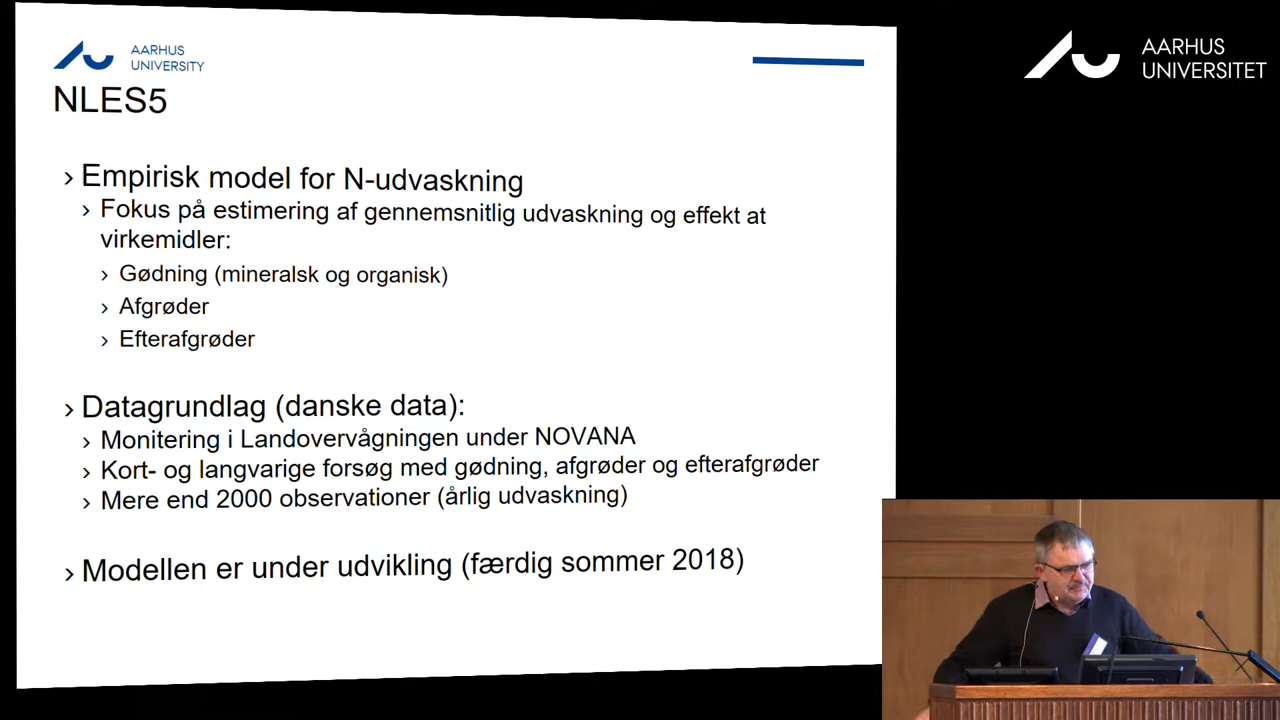 AARHUS
UNIVERSITY
NLES5
› Empirisk model for N-udvaskning
› Fokus på estimering af gennemsnitlig udvaskning og effekt at
virkemidler:
› Gødning (mineralsk og organisk)
› Afgrøder
› Efterafgrøder
› Datagrundlag (danske data):
› Monitering i Landovervågningen under NOVANA
› Kort- og langvarige forsøg med gødning, afgrøder og efterafgrøder
› Mere end 2000 observationer (årlig udvaskning)
› Modellen er under udvikling (færdig sommer 2018)
AARHUS
UNIVERSITET